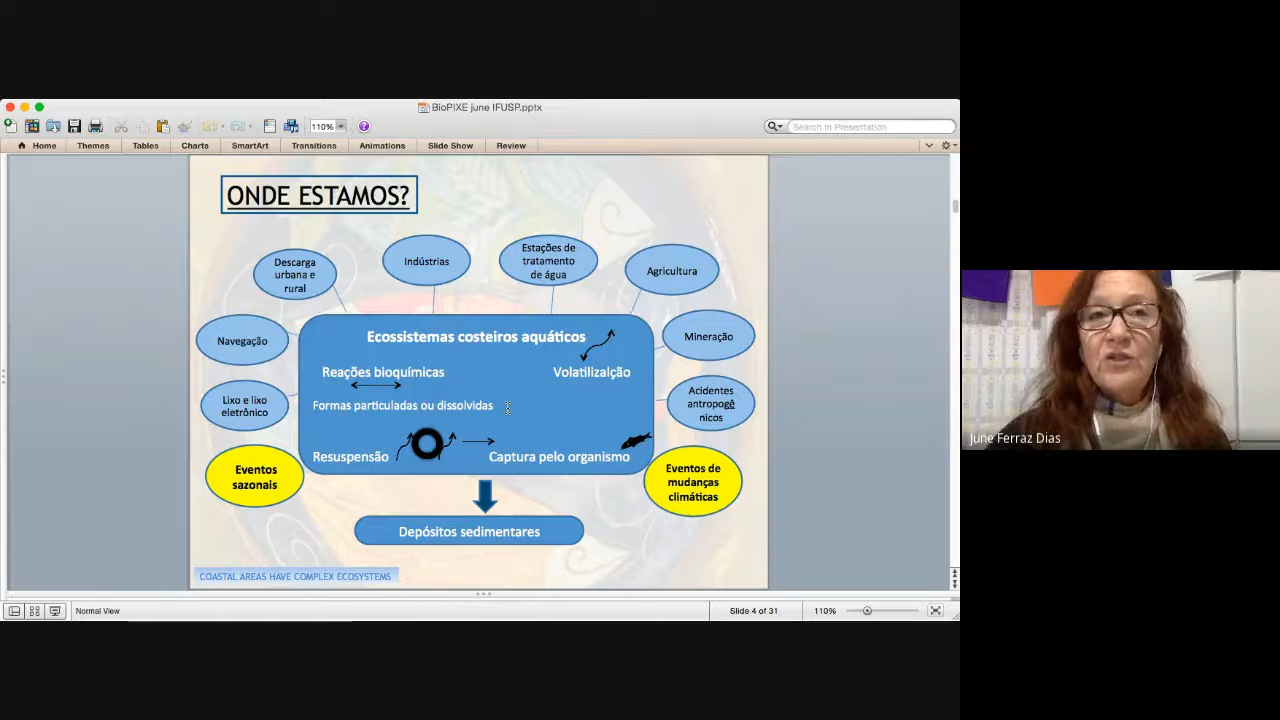 BioPIXE june IFUSP.pptx
110%
Search in Presentation
Home Themes Tables Charts SmartArt Transitions Animations Slide Show Review
ONDE ESTAMOS?
Descarga
urbana e
rural
Indústrias
Estações de
tratamento
de água
Agricultura
Navegação
Ecossistemas costeiros aquáticos
Mineração
Reações bioquímicas
Volatilizalção
Lixo e lixo
eletrônico
Formas particuladas ou dissolvidas
Acidentes
antropogê
nicos
Resuspensão
Captura pelo organismo
Eventos
sazonais
Eventos de
mudanças
climáticas
Depósitos sedimentares
COASTAL AREAS HAVE COMPLEX ECOSYSTEMS
Normal View
Slide 4 of 31
110%
June Ferraz Dias